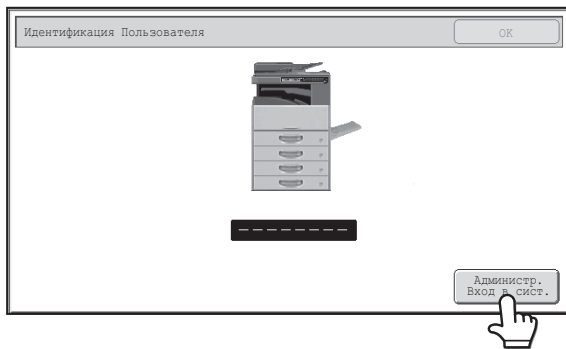 Идентификация Пользователя
OK
--------
Администр.
Вход в сист.